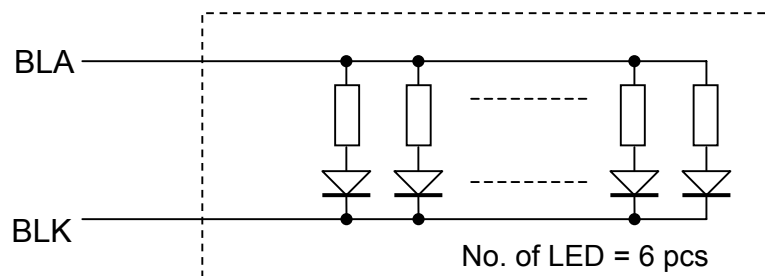 BLA
BLK
No. of LED = 6 pcs